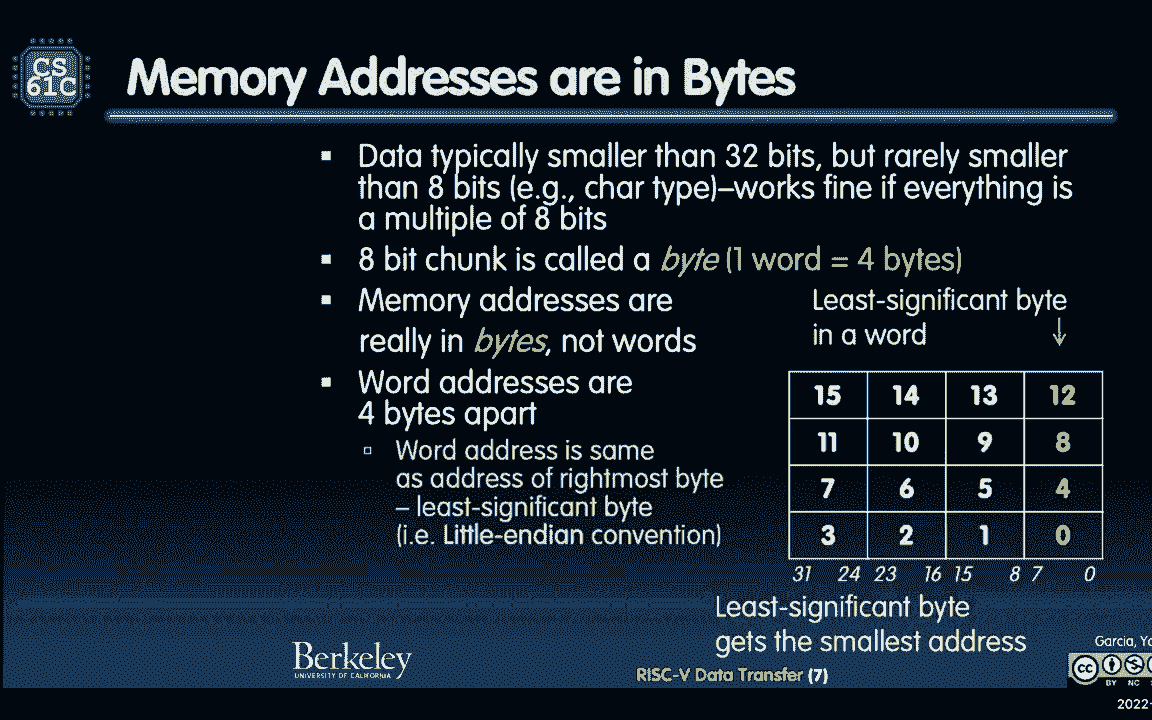 CS
61C
Memory Addresses are in Bytes
▪ Data typically smaller than 32 bits, but rarely smaller
than 8 bits (e.g., char type)–works fine if everything is
a multiple of 8 bits
▪ 8 bit chunk is called a byte (1 word = 4 bytes)
▪ Memory addresses are
really in bytes, not words
▪ Word addresses are
4 bytes apart
▫ Word address is same
as address of rightmost byte
– least-significant byte
(i.e. Little-endian convention)
Least-significant byte
in a word ↓
15 14 13 12
11 10 9 8
7 6 5 4
3 2 1 0
31 24 23 16 15 8 7 0
Least-significant byte
gets the smallest address
Berkeley
UNIVERSITY OF CALIFORNIA
RISC-V Data Transfer (7)
Garcia,
cc
BY NC
2022-